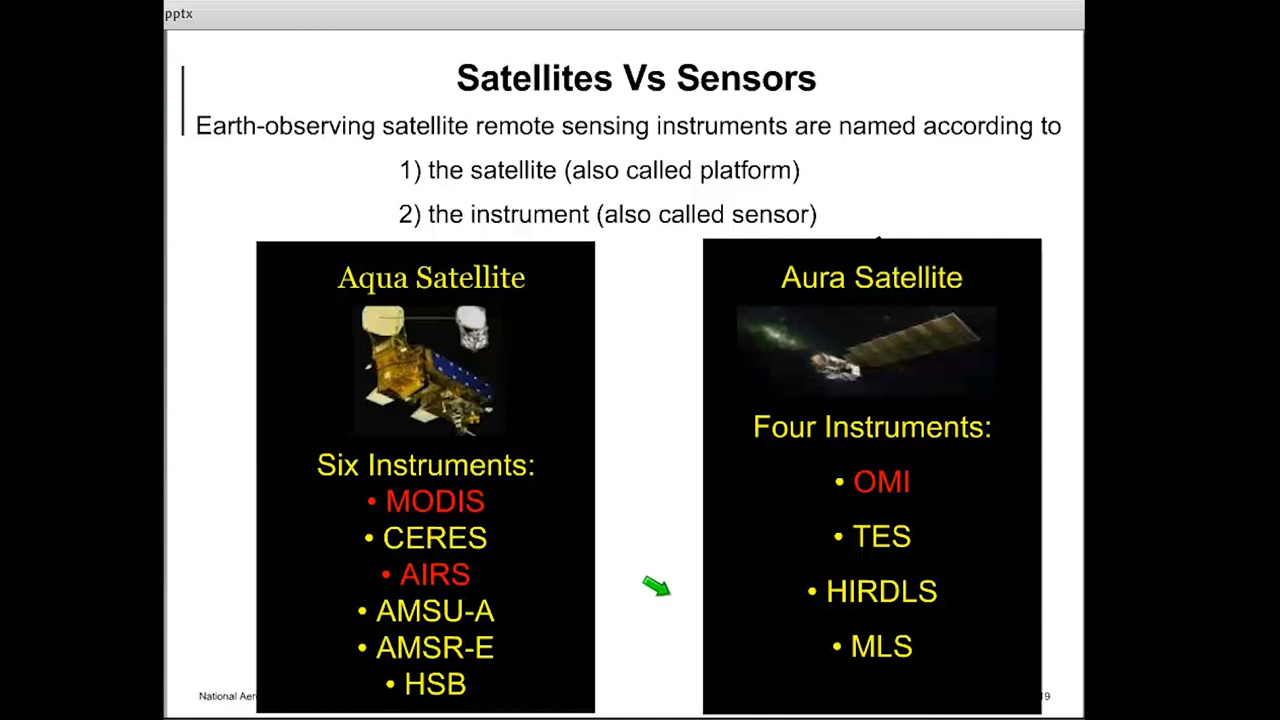 pptx
Satellites Vs Sensors
Earth-observing satellite remote sensing instruments are named according to
1) the satellite (also called platform)
2) the instrument (also called sensor)
Aqua Satellite
Six Instruments:
• MODIS
• CERES
• AIRS
• AMSU-A
• AMSR-E
• HSB
Aura Satellite
Four Instruments:
• OMI
• TES
• HIRDLS
• MLS
National
19